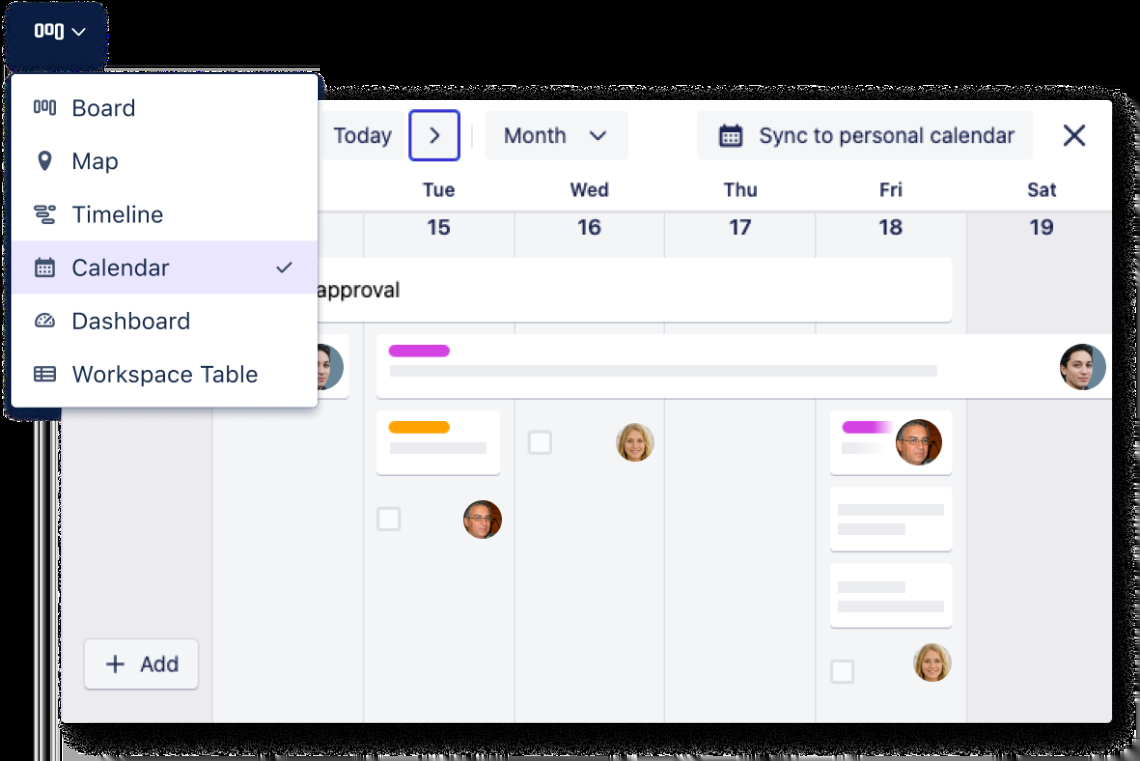 Board
Map
Timeline
Calendar
Dashboard
Workspace Table
Today
Month
Sync to personal calendar
Tue Wed Thu Fri Sat
15 16 17 18 19
approval
Add